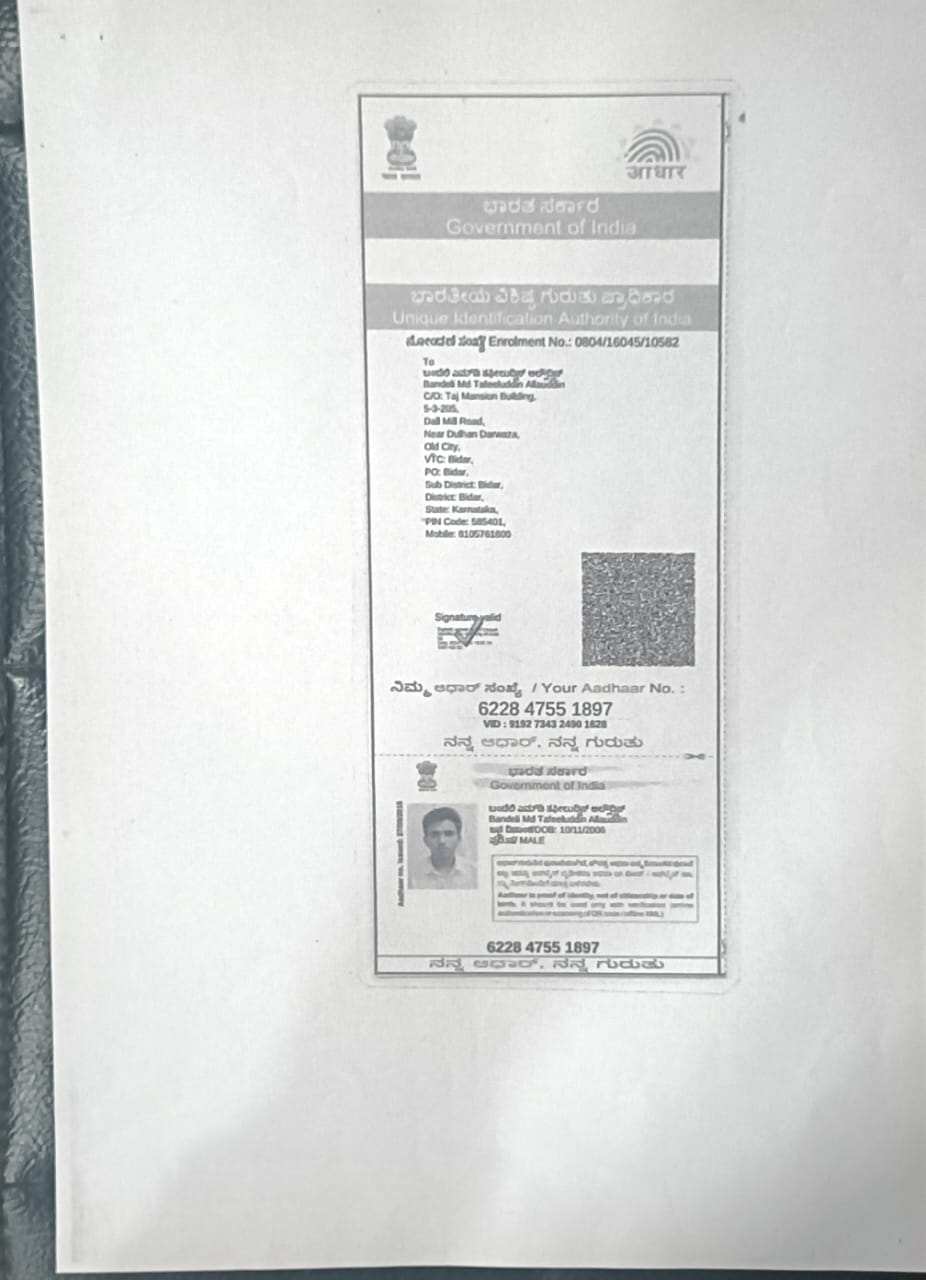 आधार
ಭಾರತ ಸರ್ಕಾರ
Government of India
ಭಾರತೀಯ ವಿಶಿಷ್ಟ ಗುರುತು ಪ್ರಾಧಿಕಾರ
Unique Identification Authority of India
ನೋಂದಣಿ ಸಂಖ್ಯೆ/ Enrolment No.: 0804/16045/10582
To
Bandeli Md Tafeeluddin Allauddin
C/O: Taj Mansion Building,
5-3-205,
Dall Mill Road,
Near Dulhan Darwaza,
Old City,
VTC: Bidar,
PO: Bidar,
Sub District: Bidar,
District: Bidar,
State: Karnataka,
PIN Code: 585401,
Mobile: 8105761800
Signature valid
ನಿಮ್ಮ ಆಧಾರ್ ಸಂಖ್ಯೆ / Your Aadhaar No. :
6228 4755 1897
VID : 9192 7343 2490 1628
ನನ್ನ ಆಧಾರ್, ನನ್ನ ಗುರುತು
ಭಾರತ ಸರ್ಕಾರ
Government of India
Bandeli Md Tafeeluddin Allauddin
DOB: 10/11/2006
ಪುರುಷ/ MALE
Aadhaar no. issued:
Aadhaar is proof of identity, not of citizenship or date of
birth. It should be used only with verification (online
authentication or scanning of QR code / offline XML)
6228 4755 1897
ನನ್ನ ಆಧಾರ್, ನನ್ನ ಗುರುತು